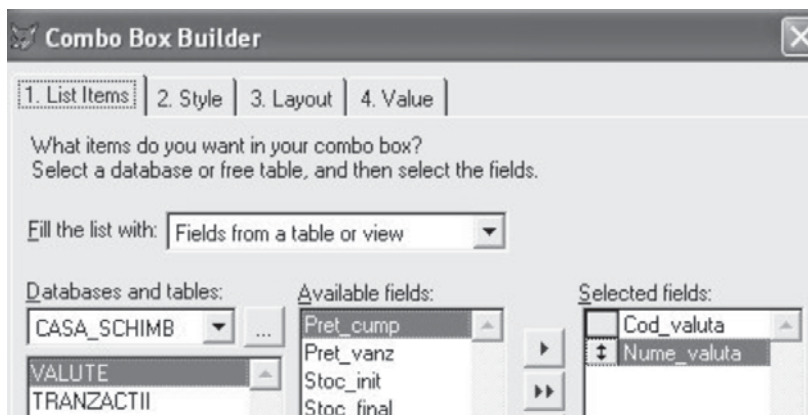 Combo Box Builder
1. List Items 2. Style 3. Layout 4. Value
What items do you want in your combo box?
Select a database or free table, and then select the fields.
Fill the list with: Fields from a table or view
Databases and tables: Available fields: Selected fields:
CASA_SCHIMB ... Pret_cump Cod_valuta
Pret_vanz Nume_valuta
VALUTE Stoc_init
TRANZACTII Stoc_final